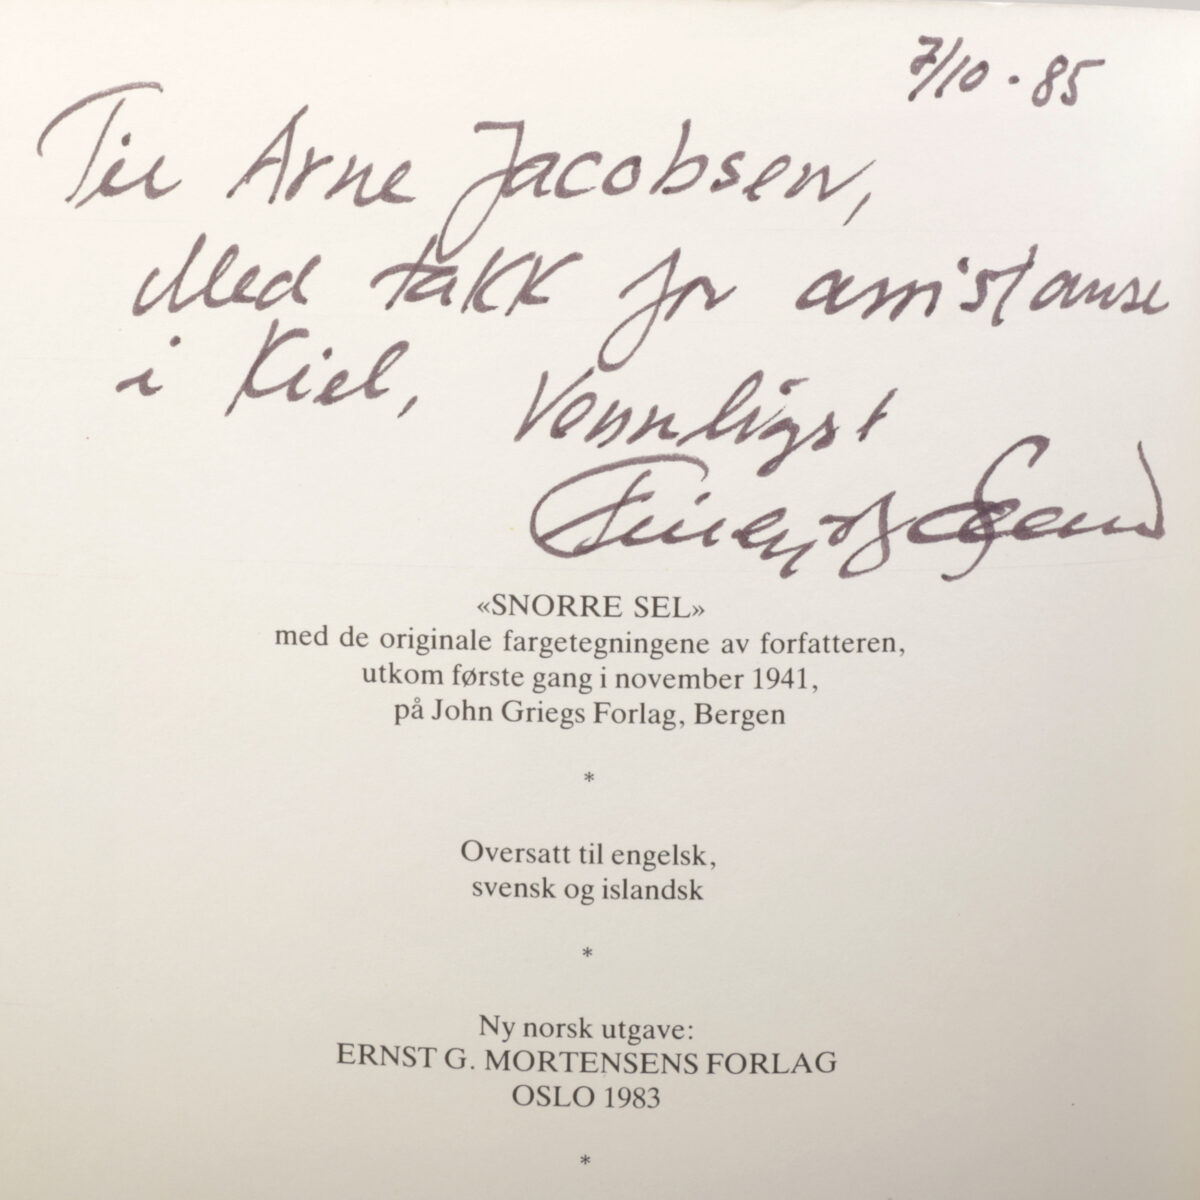 7/10 - 85
Til Arne Jacobsen,
Med takk for assistanse
i Kiel, Vennligst
Frithjof Sælen
«SNORRE SEL»
med de originale fargetegningene av forfatteren,
utkom første gang i november 1941,
på John Griegs Forlag, Bergen
*
Oversatt til engelsk,
svensk og islandsk
*
Ny norsk utgave:
ERNST G. MORTENSENS FORLAG
OSLO 1983
*